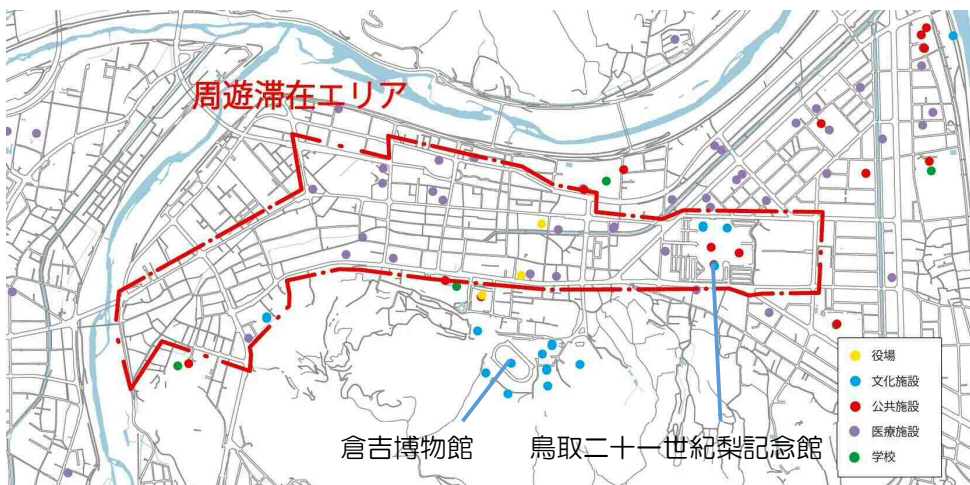 周遊滞在エリア
役場
文化施設
公共施設
医療施設
学校
倉吉博物館
鳥取二十一世紀梨記念館